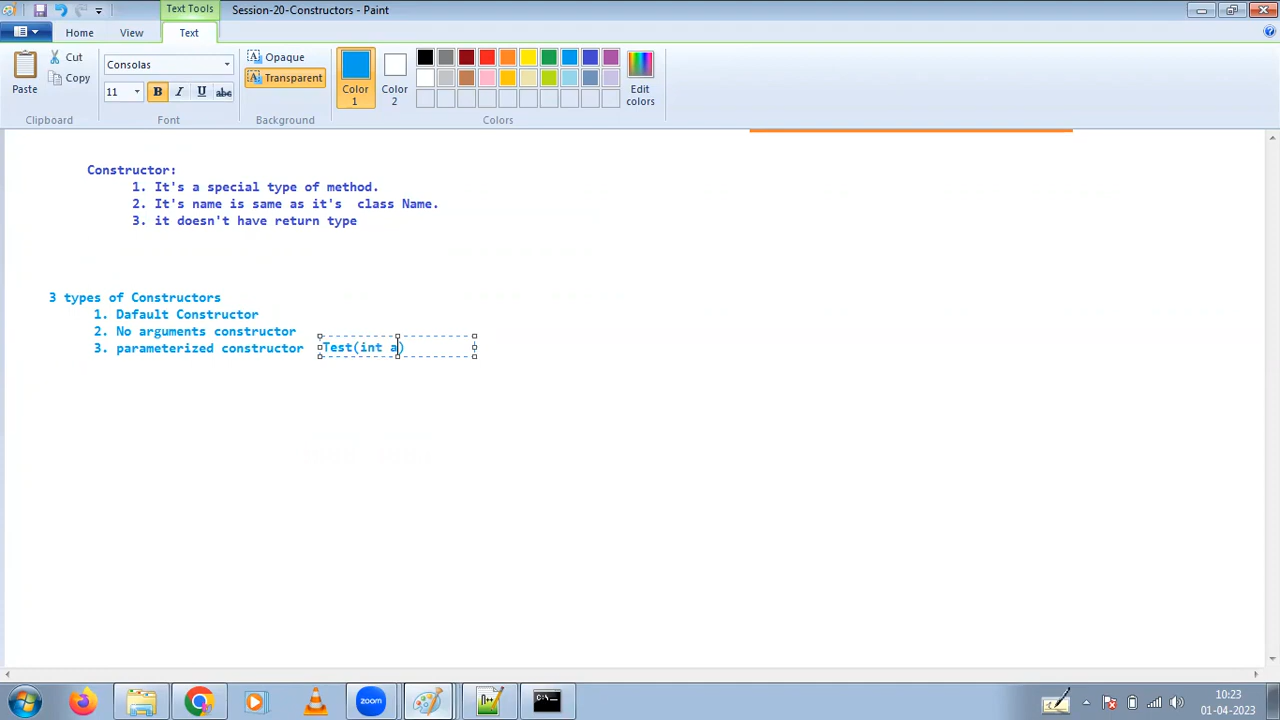 Text Tools
Session-20-Constructors - Paint
Home
View
Text
Paste
Cut
Copy
Clipboard
Consolas
11
B I U abc
Font
Opaque
Transparent
Background
Color 1
Color 2
Edit colors
Colors
Constructor:
1. It's a special type of method.
2. It's name is same as it's  class Name.
3. it doesn't have return type
3 types of Constructors
1. Dafault Constructor
2. No arguments constructor
3. parameterized constructor Test(int a)
zoom
10:23
01-04-2023